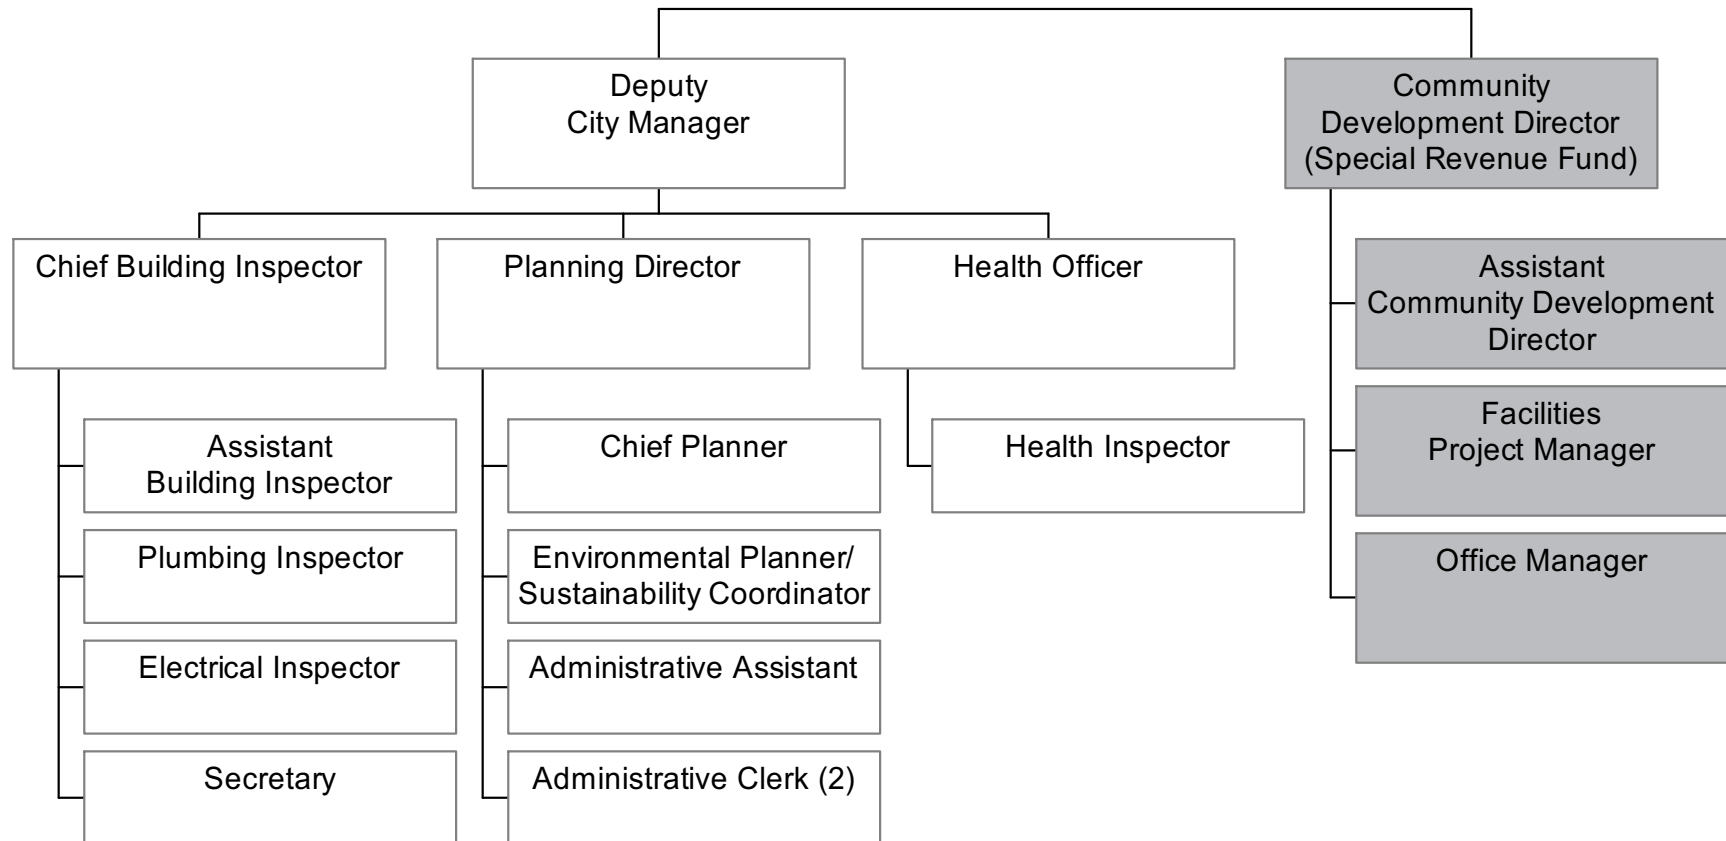 Deputy
City Manager
Community
Development Director
(Special Revenue Fund)
Chief Building Inspector
Planning Director
Health Officer
Assistant
Community Development
Director
Facilities
Project Manager
Office Manager
Assistant
Building Inspector
Plumbing Inspector
Electrical Inspector
Secretary
Chief Planner
Environmental Planner/
Sustainability Coordinator
Administrative Assistant
Administrative Clerk (2)
Health Inspector